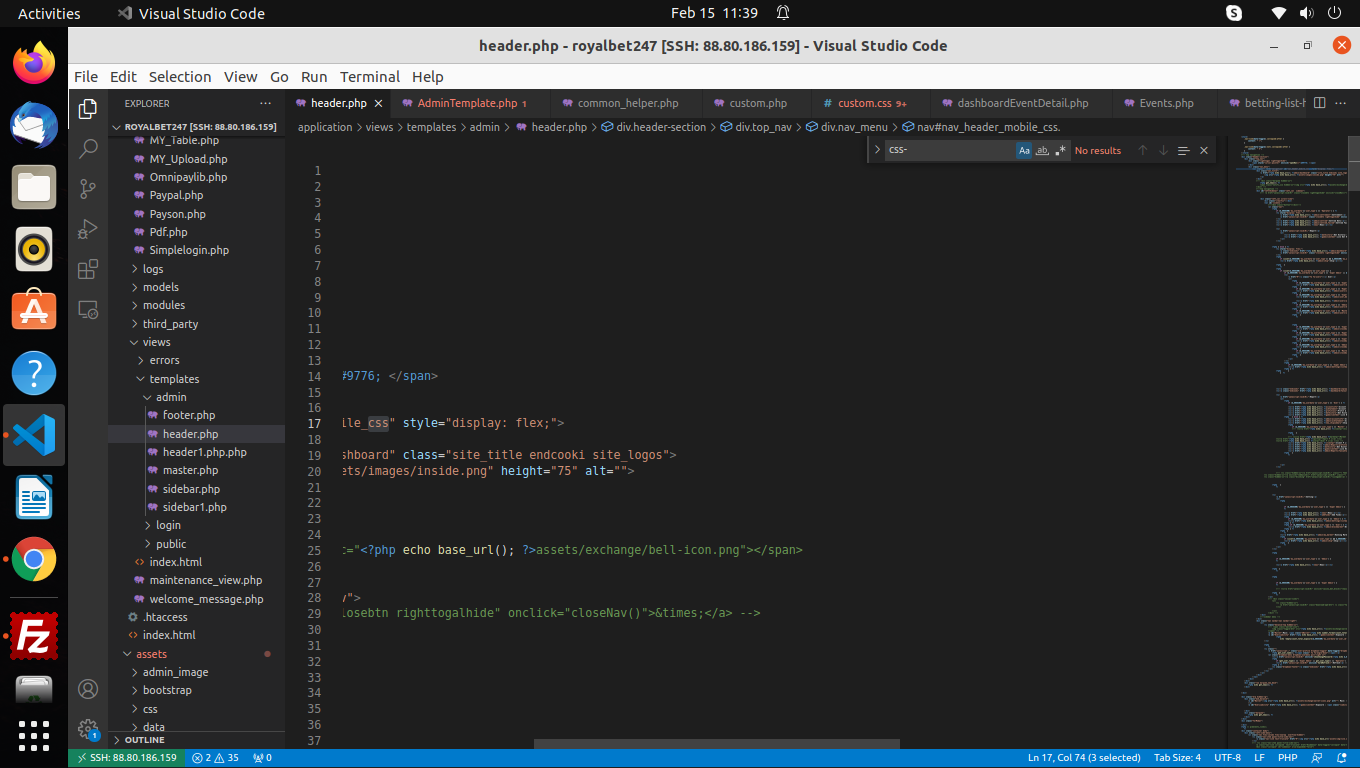 Activities Visual Studio Code Feb 15 11:39
header.php - royalbet247 [SSH: 88.80.186.159] - Visual Studio Code
File Edit Selection View Go Run Terminal Help
EXPLORER
header.php AdminTemplate.php 1 common_helper.php custom.php # custom.css 9+ dashboardEventDetail.php Events.php betting-list-h
ROYALBET247 [SSH: 88.80.186.159]
application > views > templates > admin > header.php > div.header-section > div.top_nav > div.nav_menu > nav#nav_header_mobile_css.
css- Aa ab No results
MY_Table.php
MY_Upload.php
Omnipaylib.php
Paypal.php
Payson.php
Pdf.php
Simplelogin.php
logs
models
modules
third_party
views
errors
templates
admin
footer.php
header.php
header1.php.php
master.php
sidebar.php
sidebar1.php
login
public
index.html
maintenance_view.php
welcome_message.php
.htaccess
index.html
assets
admin_image
bootstrap
css
data
OUTLINE
1
2
3
4
5
6
7
8
9
10
11
12
13
14 #9776; </span>
15
16
17 ile_css" style="display: flex;">
18
19 shboard" class="site_title endcooki site_logos">
20 ets/images/inside.png" height="75" alt="">
21
22
23
24
25 c="<?php echo base_url(); ?>assets/exchange/bell-icon.png"></span>
26
27
28 y">
29 losebtn righttogalhide" onclick="closeNav()">&times;</a> -->
30
31
32
33
34
35
36
37
1
SSH: 88.80.186.159 2 35 0 Ln 17, Col 74 (3 selected) Tab Size: 4 UTF-8 LF PHP